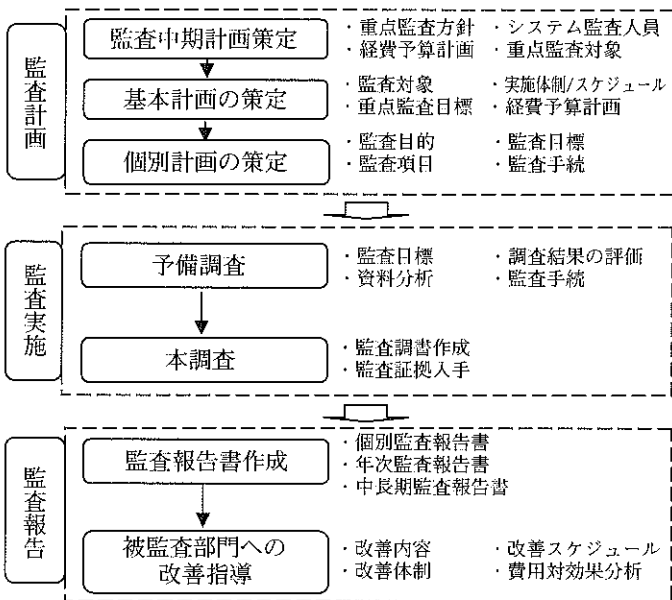 監査計画
監査中期計画策定
・重点監査方針 ・システム監査人員
・経費予算計画 ・重点監査対象
基本計画の策定
・監査対象 ・実施体制/スケジュール
・重点監査目標 ・経費予算計画
個別計画の策定
・監査目的 ・監査目標
・監査項目 ・監査手続
監査実施
予備調査
・監査目標 ・調査結果の評価
・資料分析 ・監査手続
本調査
・監査調書作成
・監査証拠入手
監査報告
監査報告書作成
・個別監査報告書
・年次監査報告書
・中長期監査報告書
被監査部門への
改善指導
・改善内容 ・改善スケジュール
・改善体制 ・費用対効果分析